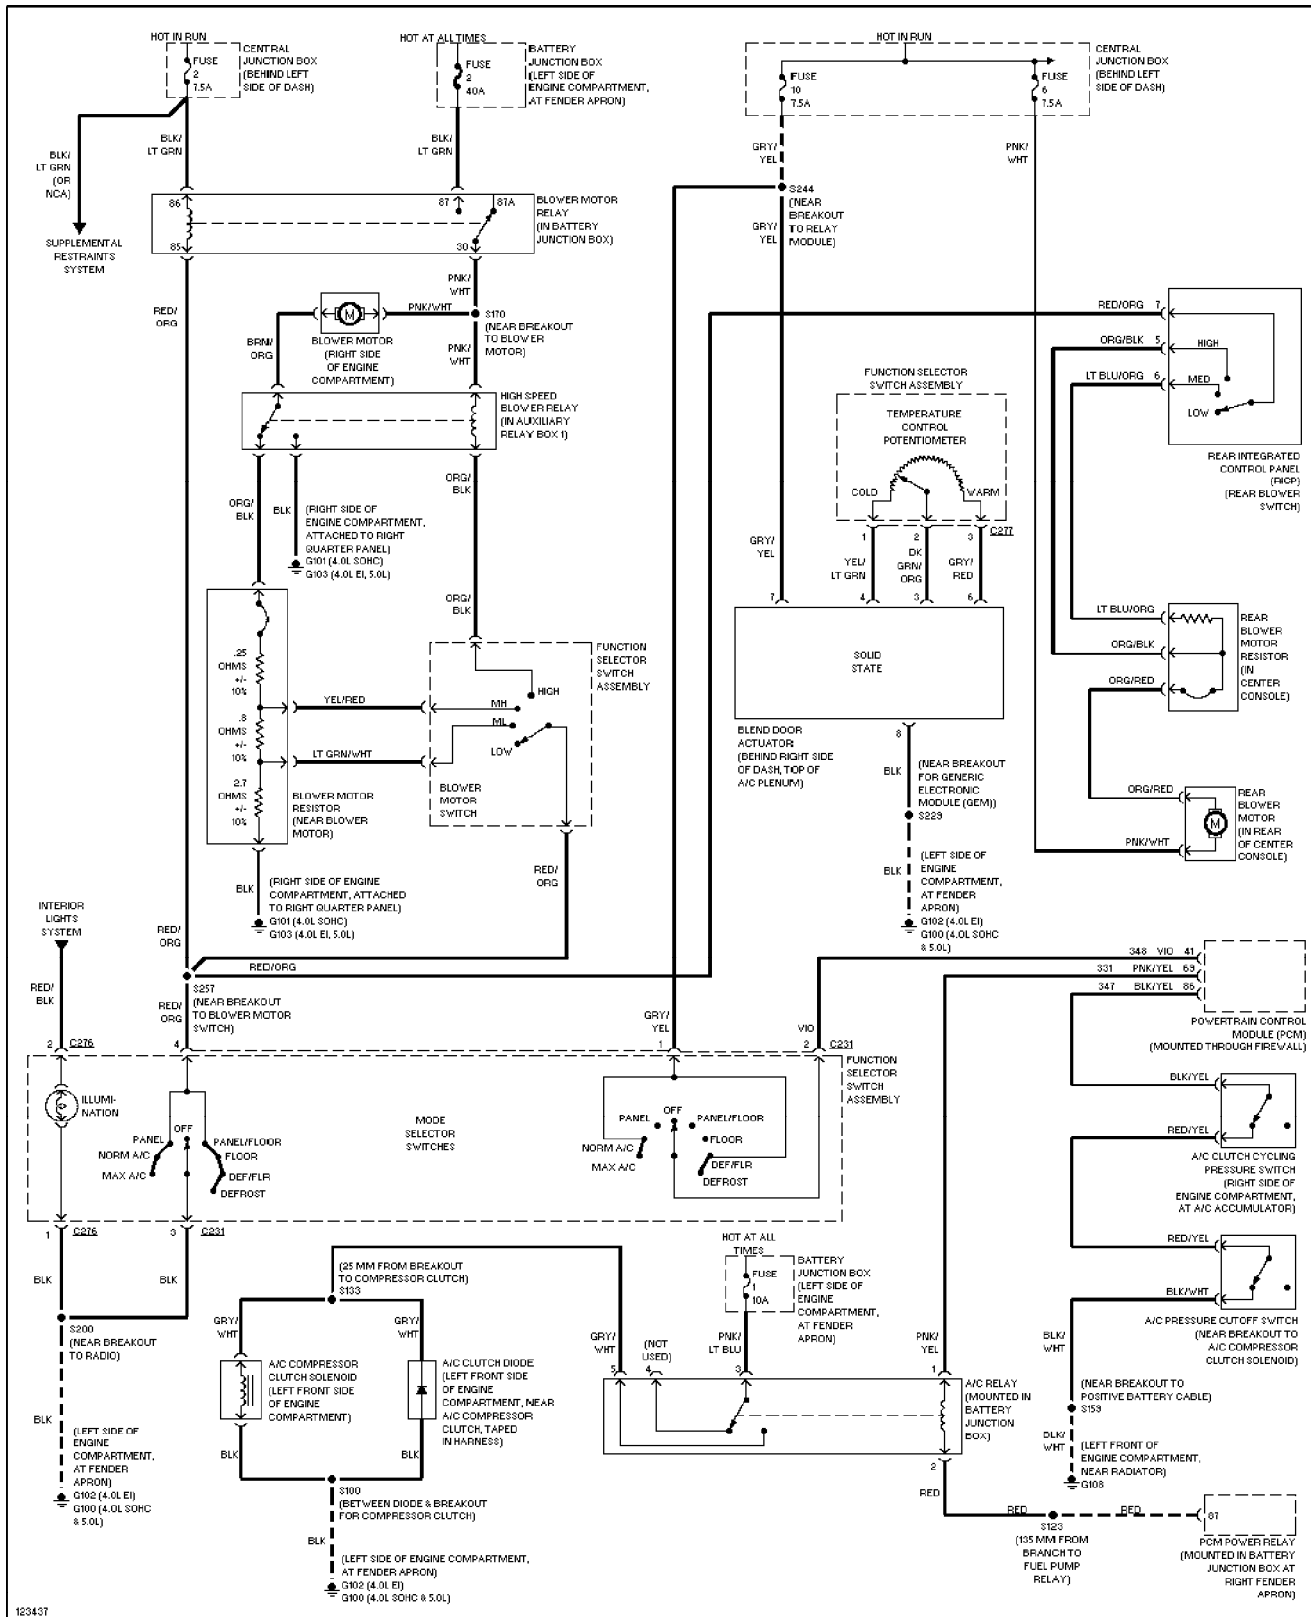 HOT IN RUN
FUSE
2
7.5A
CENTRAL
JUNCTION BOX
(BEHIND LEFT
SIDE OF DASH)
HOT AT ALL TIMES
FUSE
2
40A
BATTERY
JUNCTION BOX
(LEFT SIDE OF
ENGINE COMPARTMENT,
AT FENDER APRON)
HOT IN RUN
FUSE
10
7.5A
FUSE
6
7.5A
CENTRAL
JUNCTION BOX
(BEHIND LEFT
SIDE OF DASH)
BLK/
LT GRN
(OR
NCA)
BLK/
LT GRN
BLK/
LT GRN
GRY/
YEL
PNK/
WHT
SUPPLEMENTAL
RESTRAINTS
SYSTEM
86
87
87A
85
30
BLOWER MOTOR
RELAY
(IN BATTERY
JUNCTION BOX)
S244
(NEAR
BREAKOUT
TO RELAY
MODULE)
GRY/
YEL
RED/
ORG
PNK/
WHT
M
PNK/WHT
S170
(NEAR BREAKOUT
TO BLOWER
MOTOR)
BLOWER MOTOR
(RIGHT SIDE
OF ENGINE
COMPARTMENT)
BRN/
ORG
PNK/
WHT
HIGH SPEED
BLOWER RELAY
(IN AUXILIARY
RELAY BOX 1)
ORG/
BLK
ORG/
BLK
BLK
(RIGHT SIDE OF
ENGINE COMPARTMENT,
ATTACHED TO RIGHT
QUARTER PANEL)
G101 (4.0L SOHC)
G103 (4.0L EI, 5.0L)
ORG/
BLK
RED/ORG 7
ORG/BLK 5
HIGH
LT BLU/ORG 6
MED
LOW
REAR INTEGRATED
CONTROL PANEL
(RICP)
(REAR BLOWER
SWITCH)
FUNCTION SELECTOR
SWITCH ASSEMBLY
TEMPERATURE
CONTROL
POTENTIOMETER
COLD
WARM
1
2
3
C277
GRY/
YEL
YEL/
LT GRN
DK
GRN/
ORG
GRY/
RED
7
4
3
6
SOLID
STATE
BLEND DOOR
ACTUATOR
(BEHIND RIGHT SIDE
OF DASH, TOP OF
A/C PLENUM)
8
BLK
(NEAR BREAKOUT
FOR GENERIC
ELECTRONIC
MODULE (GEM))
S229
BLK
(LEFT SIDE OF
ENGINE
COMPARTMENT,
AT FENDER
APRON)
G102 (4.0L EI)
G100 (4.0L SOHC
& 5.0L)
LT BLU/ORG
ORG/BLK
ORG/RED
REAR
BLOWER
MOTOR
RESISTOR
(IN
CENTER
CONSOLE)
ORG/RED
M
PNK/WHT
REAR
BLOWER
MOTOR
(IN REAR
OF CENTER
CONSOLE)
.25
OHMS
+/-
10%
.8
OHMS
+/-
10%
2.7
OHMS
+/-
10%
YEL/RED
LT GRN/WHT
BLOWER MOTOR
RESISTOR
(NEAR BLOWER
MOTOR)
HIGH
MH
ML
LOW
BLOWER
MOTOR
SWITCH
FUNCTION
SELECTOR
SWITCH
ASSEMBLY
BLK
(RIGHT SIDE OF ENGINE
COMPARTMENT, ATTACHED
TO RIGHT QUARTER PANEL)
G101 (4.0L SOHC)
G103 (4.0L EI, 5.0L)
RED/
ORG
INTERIOR
LIGHTS
SYSTEM
RED/
BLK
RED/
ORG
RED/ORG
S257
(NEAR BREAKOUT
TO BLOWER MOTOR
SWITCH)
RED/
ORG
GRY/
YEL
VIO
348 VIO 41
331 PNK/YEL 69
347 BLK/YEL 86
POWERTRAIN CONTROL
MODULE (PCM)
(MOUNTED THROUGH FIREWALL)
2
C276
4
1
2
C231
FUNCTION
SELECTOR
SWITCH
ASSEMBLY
ILLUMI-
NATION
MODE
SELECTOR
SWITCHES
PANEL
OFF
PANEL/FLOOR
NORM A/C
FLOOR
MAX A/C
DEF/FLR
DEFROST
PANEL
OFF
PANEL/FLOOR
NORM A/C
FLOOR
MAX A/C
DEF/FLR
DEFROST
1
C276
3
C231
BLK/YEL
RED/YEL
A/C CLUTCH CYCLING
PRESSURE SWITCH
(RIGHT SIDE OF
ENGINE COMPARTMENT,
AT A/C ACCUMULATOR)
RED/YEL
BLK/WHT
A/C PRESSURE CUTOFF SWITCH
(NEAR BREAKOUT TO
A/C COMPRESSOR
CLUTCH SOLENOID)
BLK
BLK
S200
(NEAR BREAKOUT
TO RADIO)
BLK
(LEFT SIDE OF
ENGINE
COMPARTMENT,
AT FENDER
APRON)
G102 (4.0L EI)
G100 (4.0L SOHC
& 5.0L)
(25 MM FROM BREAKOUT
TO COMPRESSOR CLUTCH)
S133
GRY/
WHT
GRY/
WHT
A/C COMPRESSOR
CLUTCH SOLENOID
(LEFT FRONT SIDE
OF ENGINE
COMPARTMENT)
A/C CLUTCH DIODE
(LEFT FRONT SIDE
OF ENGINE
COMPARTMENT, NEAR
A/C COMPRESSOR
CLUTCH, TAPED
IN HARNESS)
BLK
BLK
S100
(BETWEEN DIODE & BREAKOUT
FOR COMPRESSOR CLUTCH)
BLK
(LEFT SIDE OF ENGINE COMPARTMENT,
AT FENDER APRON)
G102 (4.0L EI)
G100 (4.0L SOHC & 5.0L)
HOT AT ALL
TIMES
FUSE
1
10A
BATTERY
JUNCTION BOX
(LEFT SIDE OF
ENGINE
COMPARTMENT,
AT FENDER
APRON)
GRY/
WHT
(NOT
USED)
PNK/
LT BLU
PNK/
YEL
5
4
3
1
A/C RELAY
(MOUNTED IN
BATTERY
JUNCTION
BOX)
2
RED
BLK/
WHT
(NEAR BREAKOUT TO
POSITIVE BATTERY CABLE)
S159
BLK/
WHT
(LEFT FRONT OF
ENGINE COMPARTMENT,
NEAR RADIATOR)
G108
RED
S123
(135 MM FROM
BRANCH TO
FUEL PUMP
RELAY)
RED
87
PCM POWER RELAY
(MOUNTED IN BATTERY
JUNCTION BOX AT
RIGHT FENDER
APRON)
123437